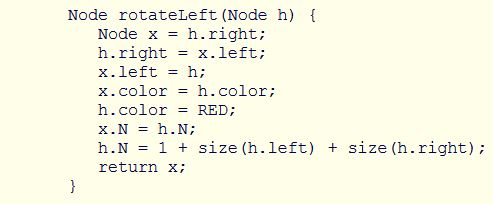 Node rotateLeft(Node h) {
Node x = h.right;
h.right = x.left;
x.left = h;
x.color = h.color;
h.color = RED;
x.N = h.N;
h.N = 1 + size(h.left) + size(h.right);
return x;
}